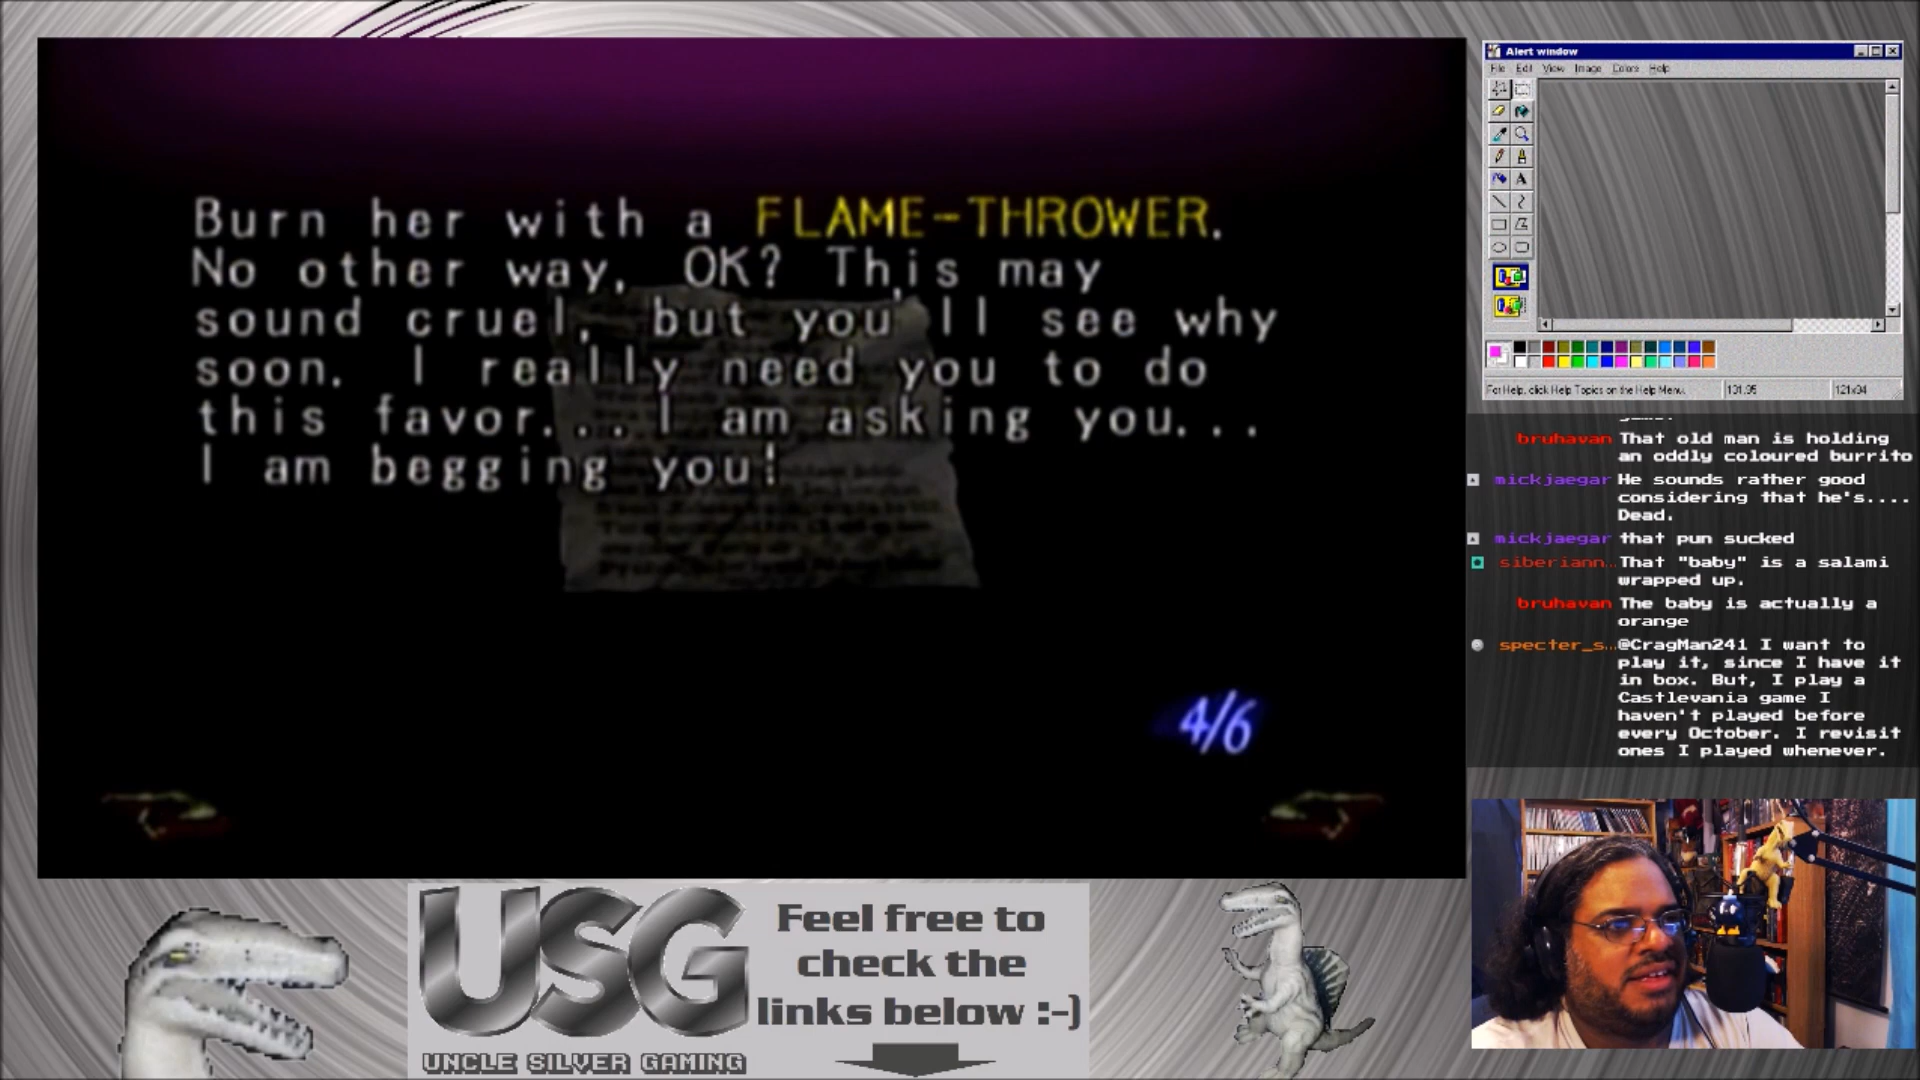 Burn her with a FLAME-THROWER.
No other way, OK? This may
sound cruel, but you'll see why
soon. I really need you to do
this favor... I am asking you...
I am begging you!
4/6
Alert window
File Edit View Image Colors Help
For Help, click Help Topics on the Help Menu.
131,95
121x94
bruhavan That old man is holding
an oddly coloured burrito
mickjaegar He sounds rather good
considering that he's....
Dead.
mickjaegar that pun sucked
siberiann... That "baby" is a salami
wrapped up.
bruhavan The baby is actually a
orange
specter_s... @CragMan241 I want to
play it, since I have it
in box. But, I play a
Castlevania game I
haven't played before
every October. I revisit
ones I played whenever.
USG
UNCLE SILVER GAMING
Feel free to
check the
links below :-)